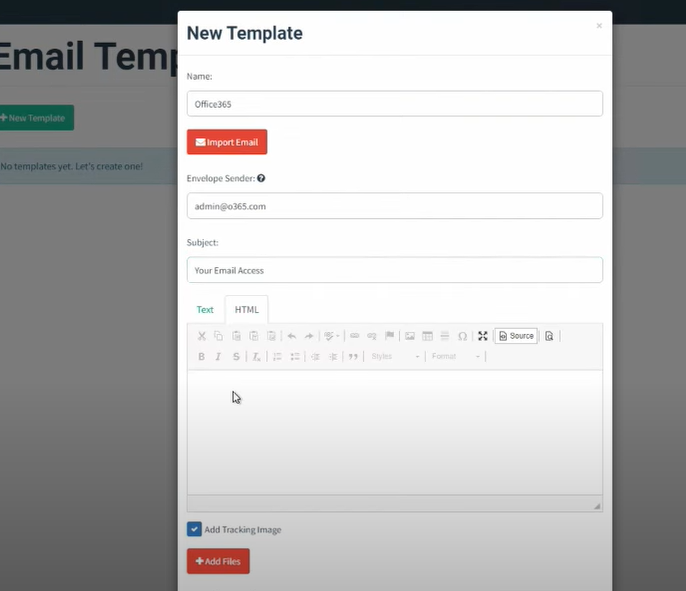 New Template
×
Email Temp
Name:
Office365
+ New Template
Import Email
No templates yet. Let's create one!
Envelope Sender:
admin@o365.com
Subject:
Your Email Access
Text HTML
Source
B I S Styles Format
Add Tracking Image
+ Add Files